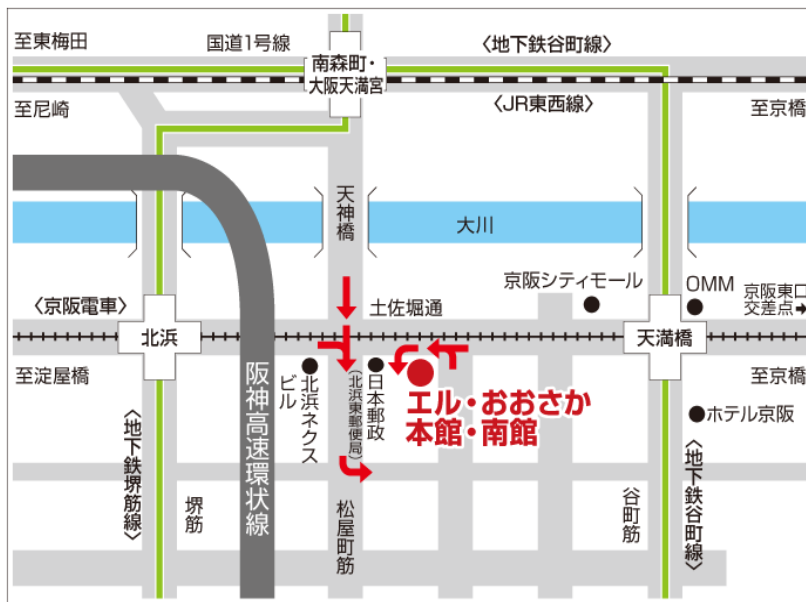 至東梅田
国道1号線
南森町・
大阪天満宮
〈地下鉄谷町線〉
至尼崎
〈JR東西線〉
至京橋
天神橋
大川
京阪シティモール
OMM
京阪東口
交差点
〈京阪電車〉
土佐堀通
北浜
天満橋
至淀屋橋
至京橋
北浜ネクス
ビル
日本郵政
(北浜東郵便局)
エル・おおさか
本館・南館
ホテル京阪
阪神高速環状線
〈地下鉄堺筋線〉
堺筋
松屋町筋
谷町筋
〈地下鉄谷町線〉